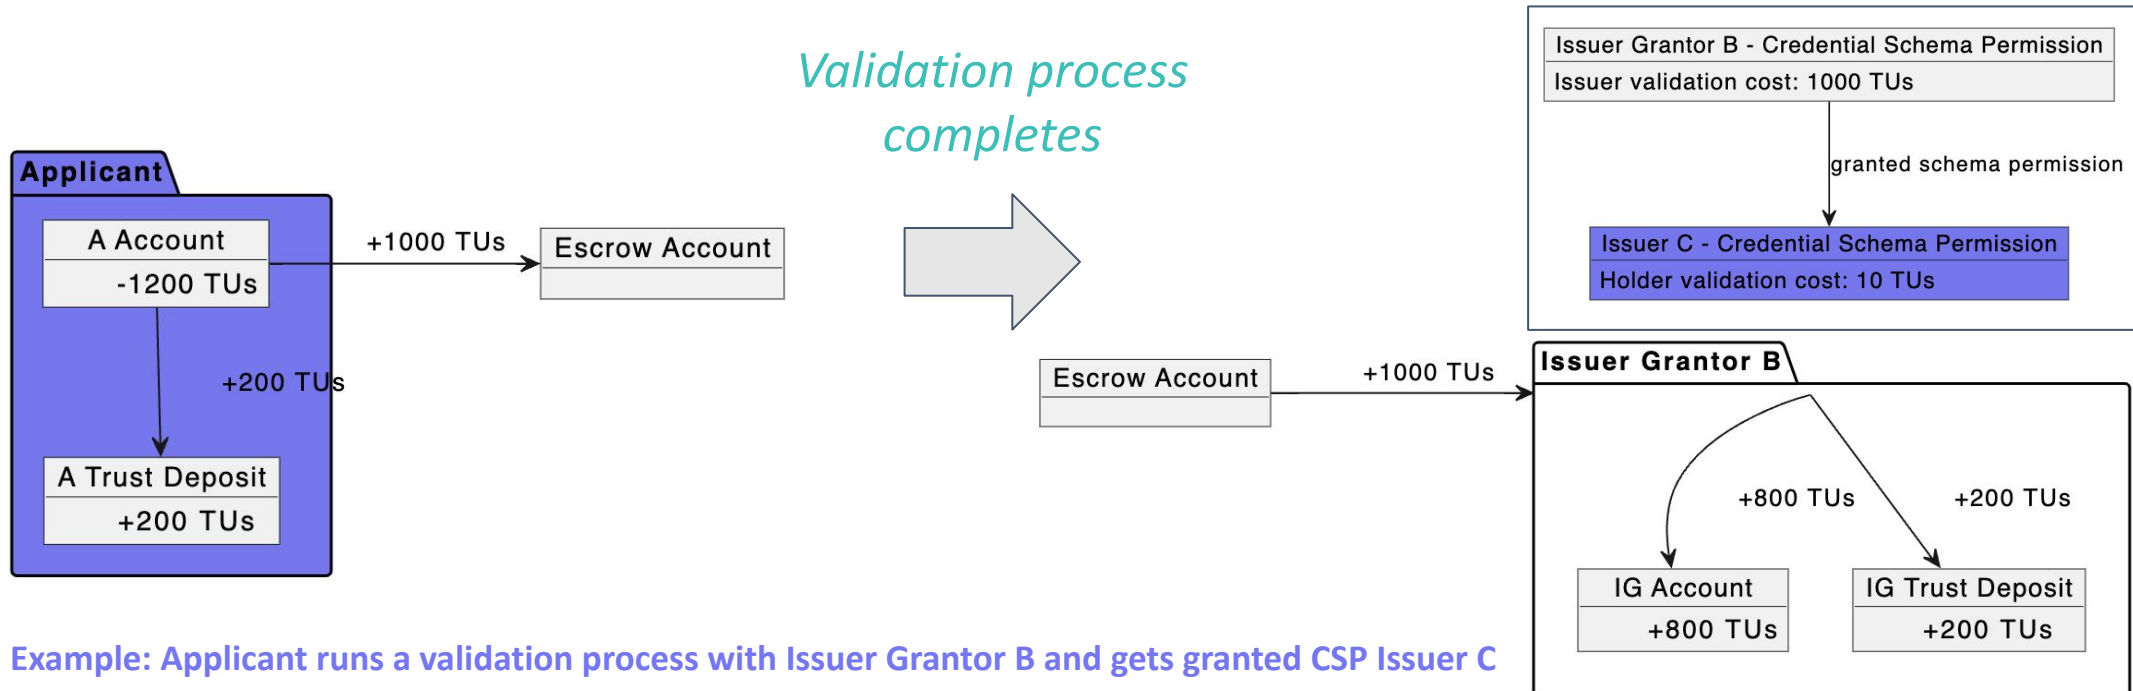 Validation process
completes
Applicant
A Account
-1200 TUs
+1000 TUs
Escrow Account
+200 TUs
A Trust Deposit
+200 TUs
Issuer Grantor B - Credential Schema Permission
Issuer validation cost: 1000 TUs
granted schema permission
Issuer C - Credential Schema Permission
Holder validation cost: 10 TUs
Escrow Account
+1000 TUs
Issuer Grantor B
+800 TUs
+200 TUs
IG Account
+800 TUs
IG Trust Deposit
+200 TUs
Example: Applicant runs a validation process with Issuer Grantor B and gets granted CSP Issuer C